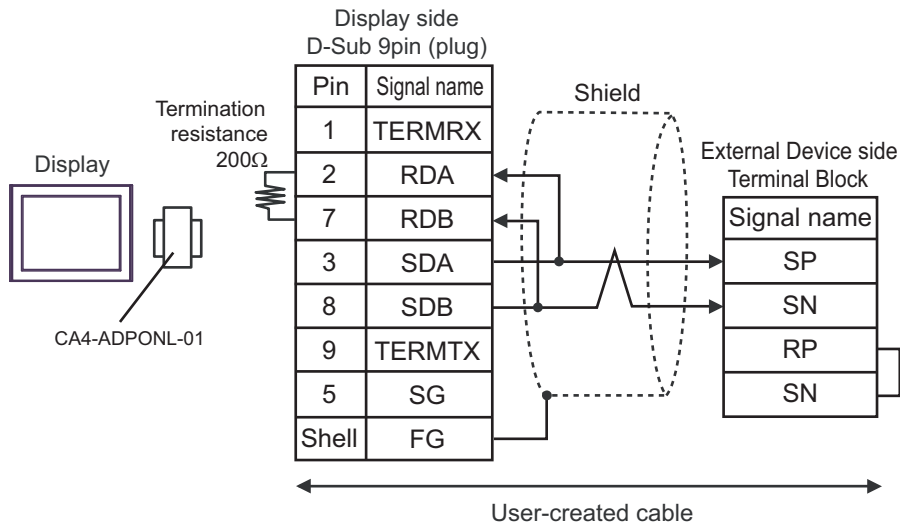 Display side
D-Sub 9pin (plug)
Pin Signal name
1 TERMRX
2 RDA
7 RDB
3 SDA
8 SDB
9 TERMTX
5 SG
Shell FG
Termination
resistance
200Ω
Display
CA4-ADPONL-01
Shield
External Device side
Terminal Block
Signal name
SP
SN
RP
SN
User-created cable